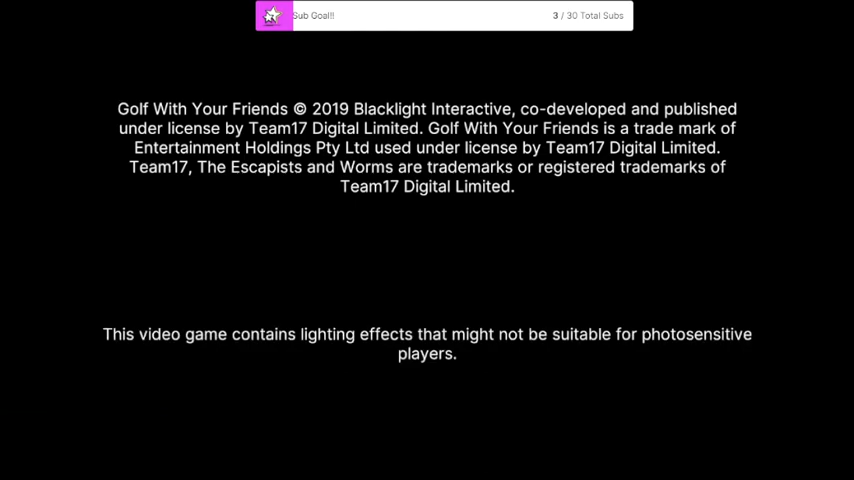 Sub Goal!! 3 / 30 Total Subs
Golf With Your Friends © 2019 Blacklight Interactive, co-developed and published
under license by Team17 Digital Limited. Golf With Your Friends is a trade mark of
Entertainment Holdings Pty Ltd used under license by Team17 Digital Limited.
Team17, The Escapists and Worms are trademarks or registered trademarks of
Team17 Digital Limited.
This video game contains lighting effects that might not be suitable for photosensitive
players.